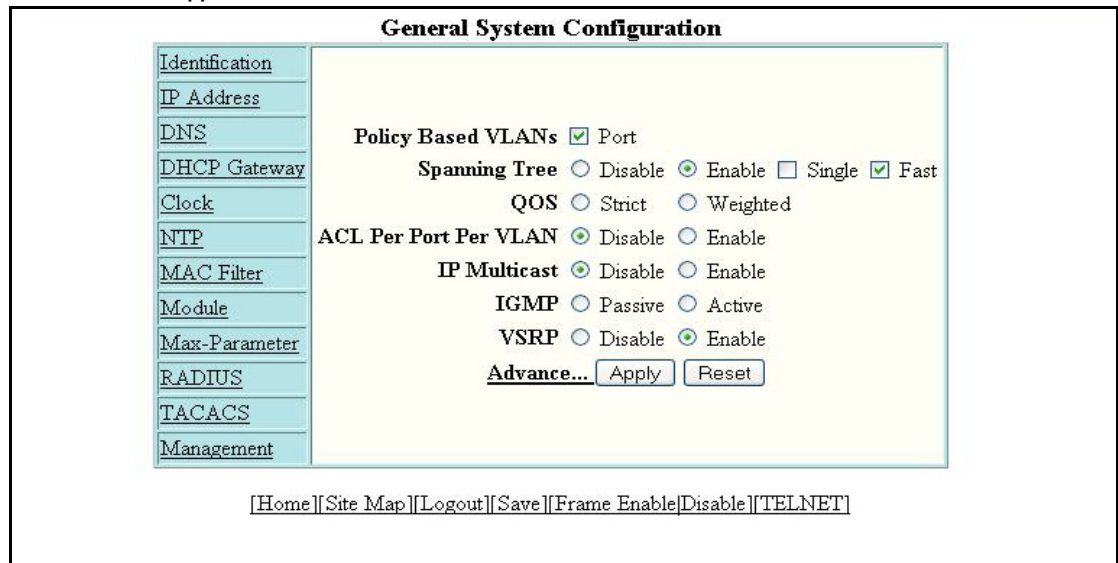 General System Configuration
Identification
IP Address
DNS
DHCP Gateway
Clock
NTP
MAC Filter
Module
Max-Parameter
RADIUS
TACACS
Management
Policy Based VLANs Port
Spanning Tree Disable Enable Single Fast
QOS Strict Weighted
ACL Per Port Per VLAN Disable Enable
IP Multicast Disable Enable
IGMP Passive Active
VSRP Disable Enable
Advance... Apply Reset
[Home][Site Map][Logout][Save][Frame Enable|Disable][TELNET]